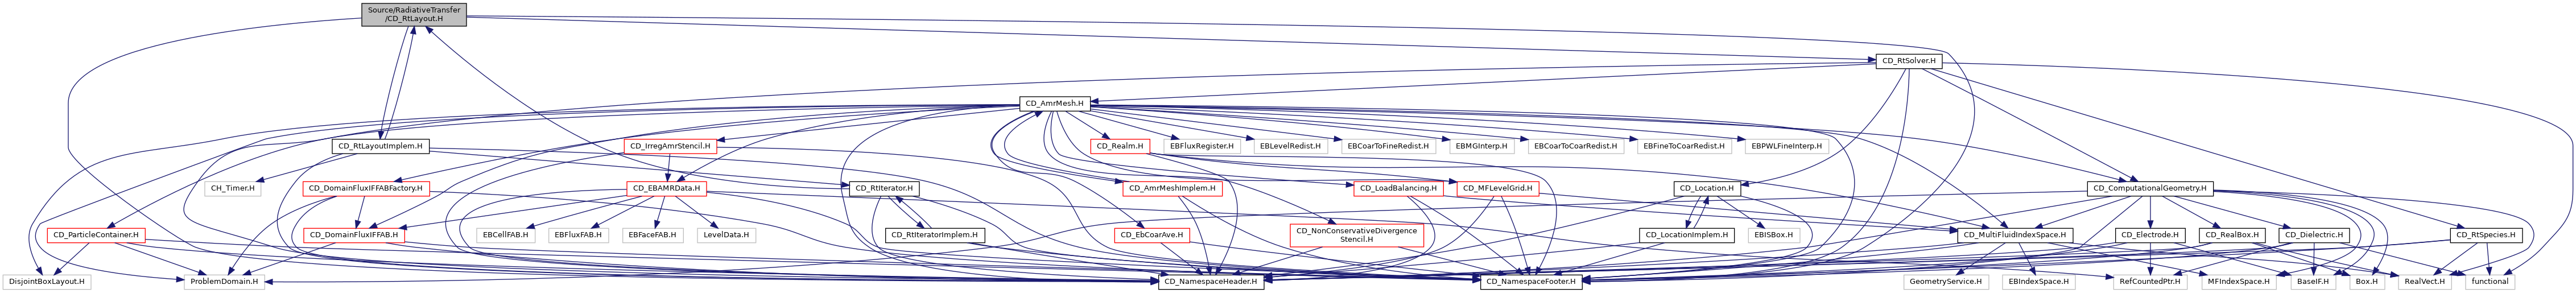 Source/RadiativeTransfer
/CD_RtLayout.H
CD_RtSolver.H
CD_AmrMesh.H
CD_RtLayoutImplem.H
CD_IrregAmrStencil.H
CD_Realm.H
EBFluxRegister.H
EBLevelRedist.H
EBCoarToFineRedist.H
EBMGInterp.H
EBCoarToCoarRedist.H
EBFineToCoarRedist.H
EBPWLFineInterp.H
CH_Timer.H
CD_DomainFluxIFFABFactory.H
CD_EBAMRData.H
CD_RtIterator.H
CD_AmrMeshImplem.H
CD_LoadBalancing.H
CD_MFLevelGrid.H
CD_Location.H
CD_ComputationalGeometry.H
CD_ParticleContainer.H
CD_DomainFluxIFFAB.H
EBCellFAB.H
EBFluxFAB.H
EBFaceFAB.H
LevelData.H
CD_RtIteratorImplem.H
CD_EbCoarAve.H
CD_NonConservativeDivergence
Stencil.H
CD_LocationImplem.H
EBISBox.H
CD_MultiFluidIndexSpace.H
CD_Electrode.H
CD_RealBox.H
CD_Dielectric.H
CD_RtSpecies.H
DisjointBoxLayout.H
ProblemDomain.H
CD_NamespaceHeader.H
CD_NamespaceFooter.H
GeometryService.H
EBIndexSpace.H
RefCountedPtr.H
MFIndexSpace.H
BaseIF.H
Box.H
RealVect.H
functional